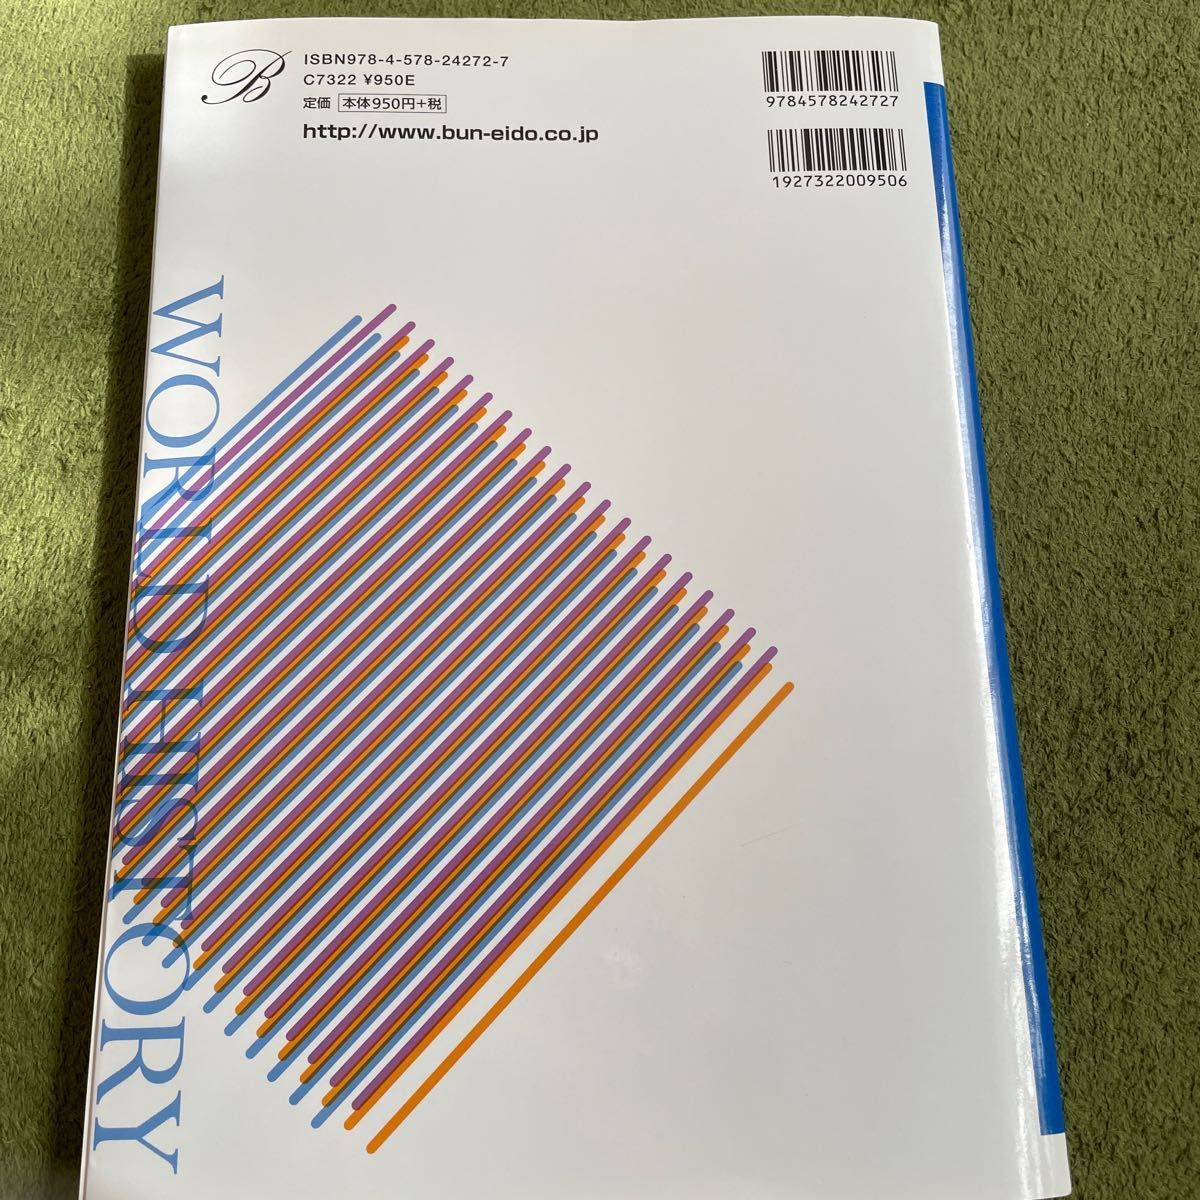 B
ISBN978-4-578-24272-7
C7322 ¥950E
定価 本体950円+税
http://www.bun-eido.co.jp
9784578242727
1927322009506
WORLD HISTORY